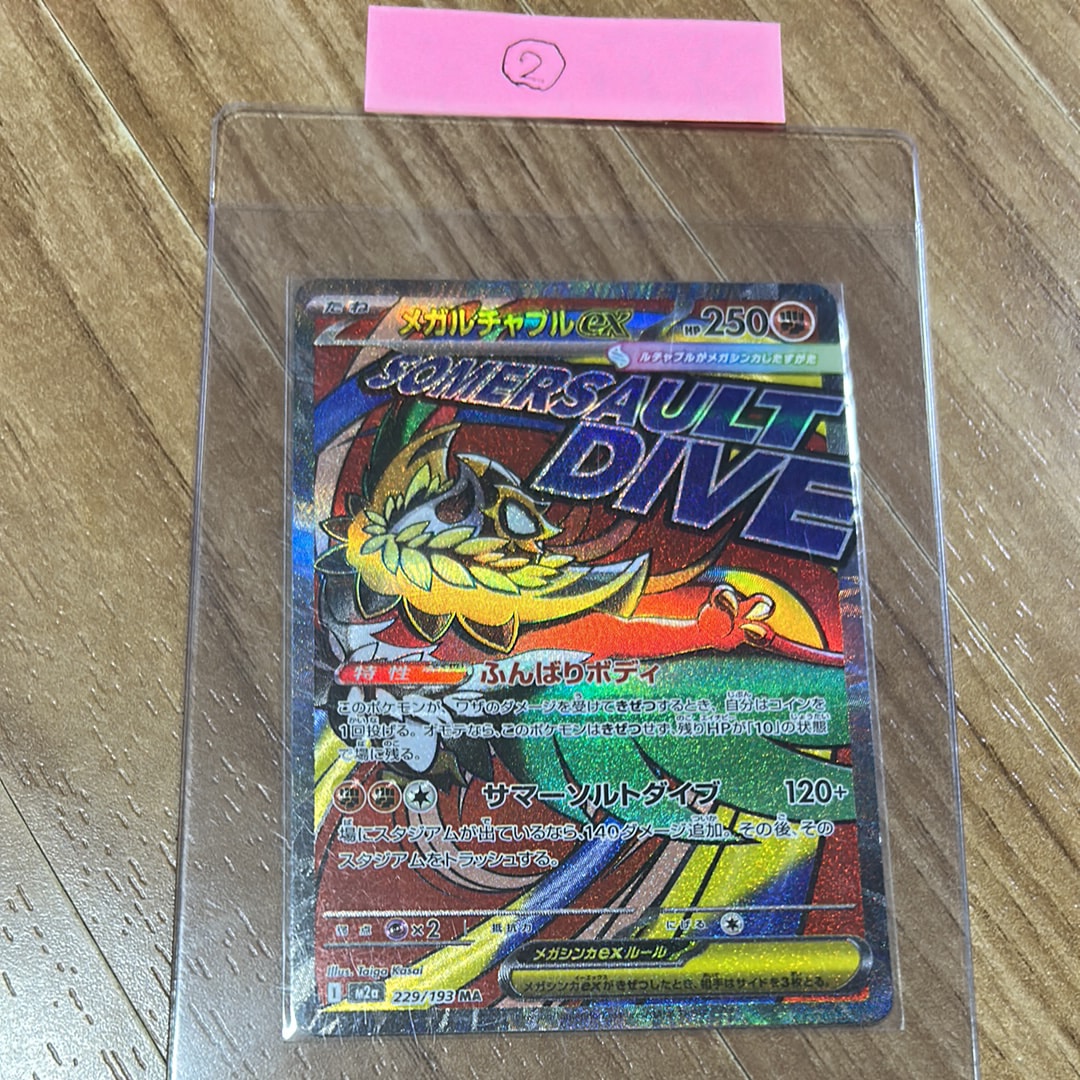 ②
たね
メガルチャブルex
HP250
ルチャブルがメガシンカしたすがた
SOMERSAULT
DIVE
特性 ふんばりボディ
このポケモンが、ワザのダメージを受けてきぜつするとき、自分はコインを
1回投げる。オモテなら、このポケモンはきぜつせず、残りHPが「10」の状態
で場に残る。
サマーソルトダイブ 120+
場にスタジアムが出ているなら、140ダメージ追加。その後、その
スタジアムをトラッシュする。
弱点 ×2 抵抗力 にげる
メガシンカexルール
メガシンカexがきぜつしたとき、相手はサイドを3枚とる。
Illus. Taiga Kasai
I M2a 229/193 MA